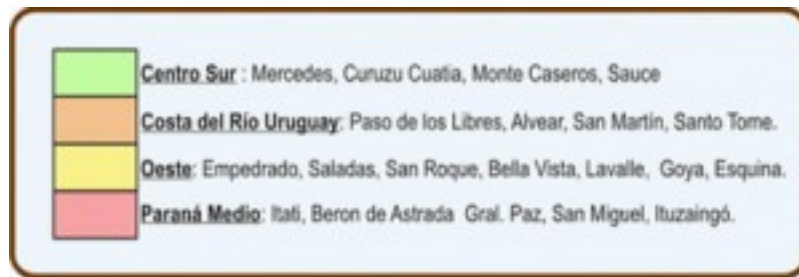 Centro Sur : Mercedes, Curuzu Cuatia, Monte Caseros, Sauce
Costa del Río Uruguay: Paso de los Libres, Alvear, San Martín, Santo Tome.
Oeste: Empedrado, Saladas, San Roque, Bella Vista, Lavalle, Goya, Esquina.
Paraná Medio: Itati, Beron de Astrada Gral. Paz, San Miguel, Ituzaingó.